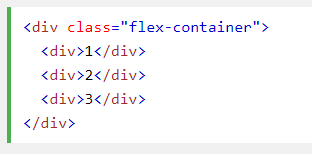 <div class="flex-container">
  <div>1</div>
  <div>2</div>
  <div>3</div>
</div>